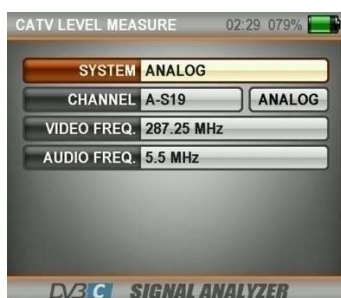 CATV LEVEL MEASURE 02:29 079%
SYSTEM ANALOG
CHANNEL A-S19 ANALOG
VIDEO FREQ. 287.25 MHz
AUDIO FREQ. 5.5 MHz
DVB C SIGNAL ANALYZER